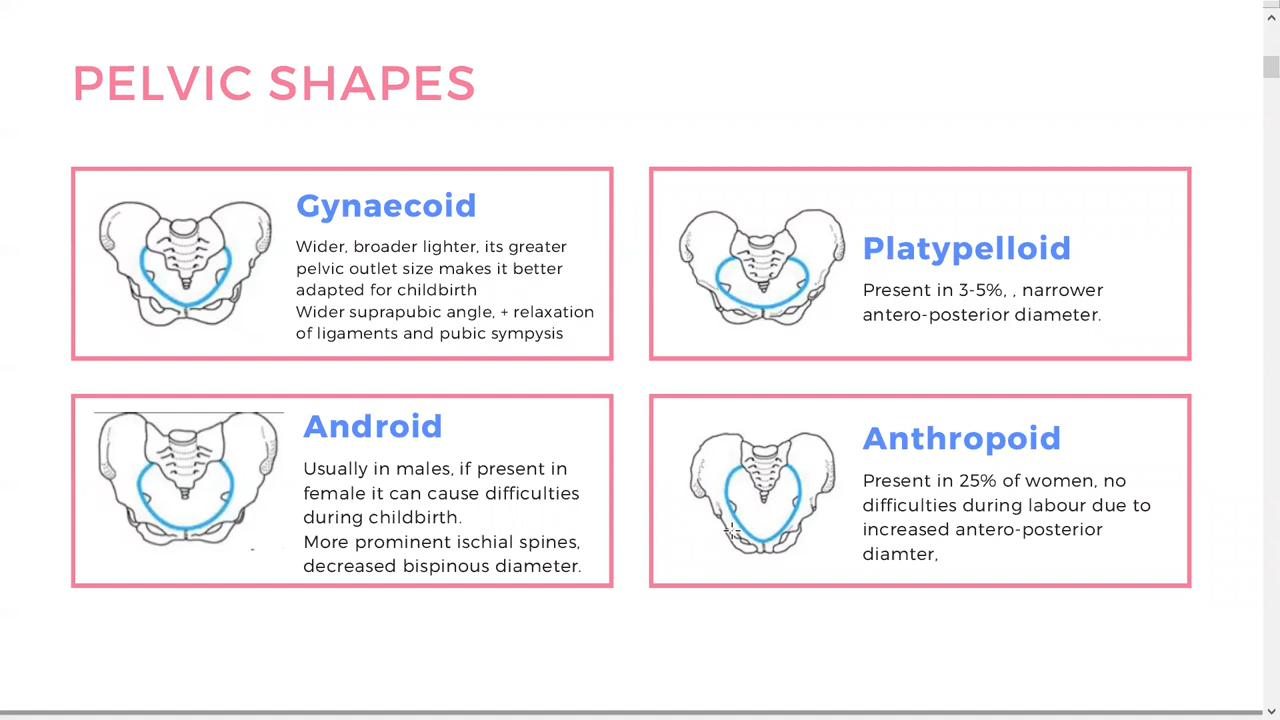 PELVIC SHAPES
Gynaecoid
Wider, broader lighter, its greater
pelvic outlet size makes it better
adapted for childbirth
Wider suprapubic angle, + relaxation
of ligaments and pubic sympysis
Platypelloid
Present in 3-5%, , narrower
antero-posterior diameter.
Android
Usually in males, if present in
female it can cause difficulties
during childbirth.
More prominent ischial spines,
decreased bispinous diameter.
Anthropoid
Present in 25% of women, no
difficulties during labour due to
increased antero-posterior
diamter,